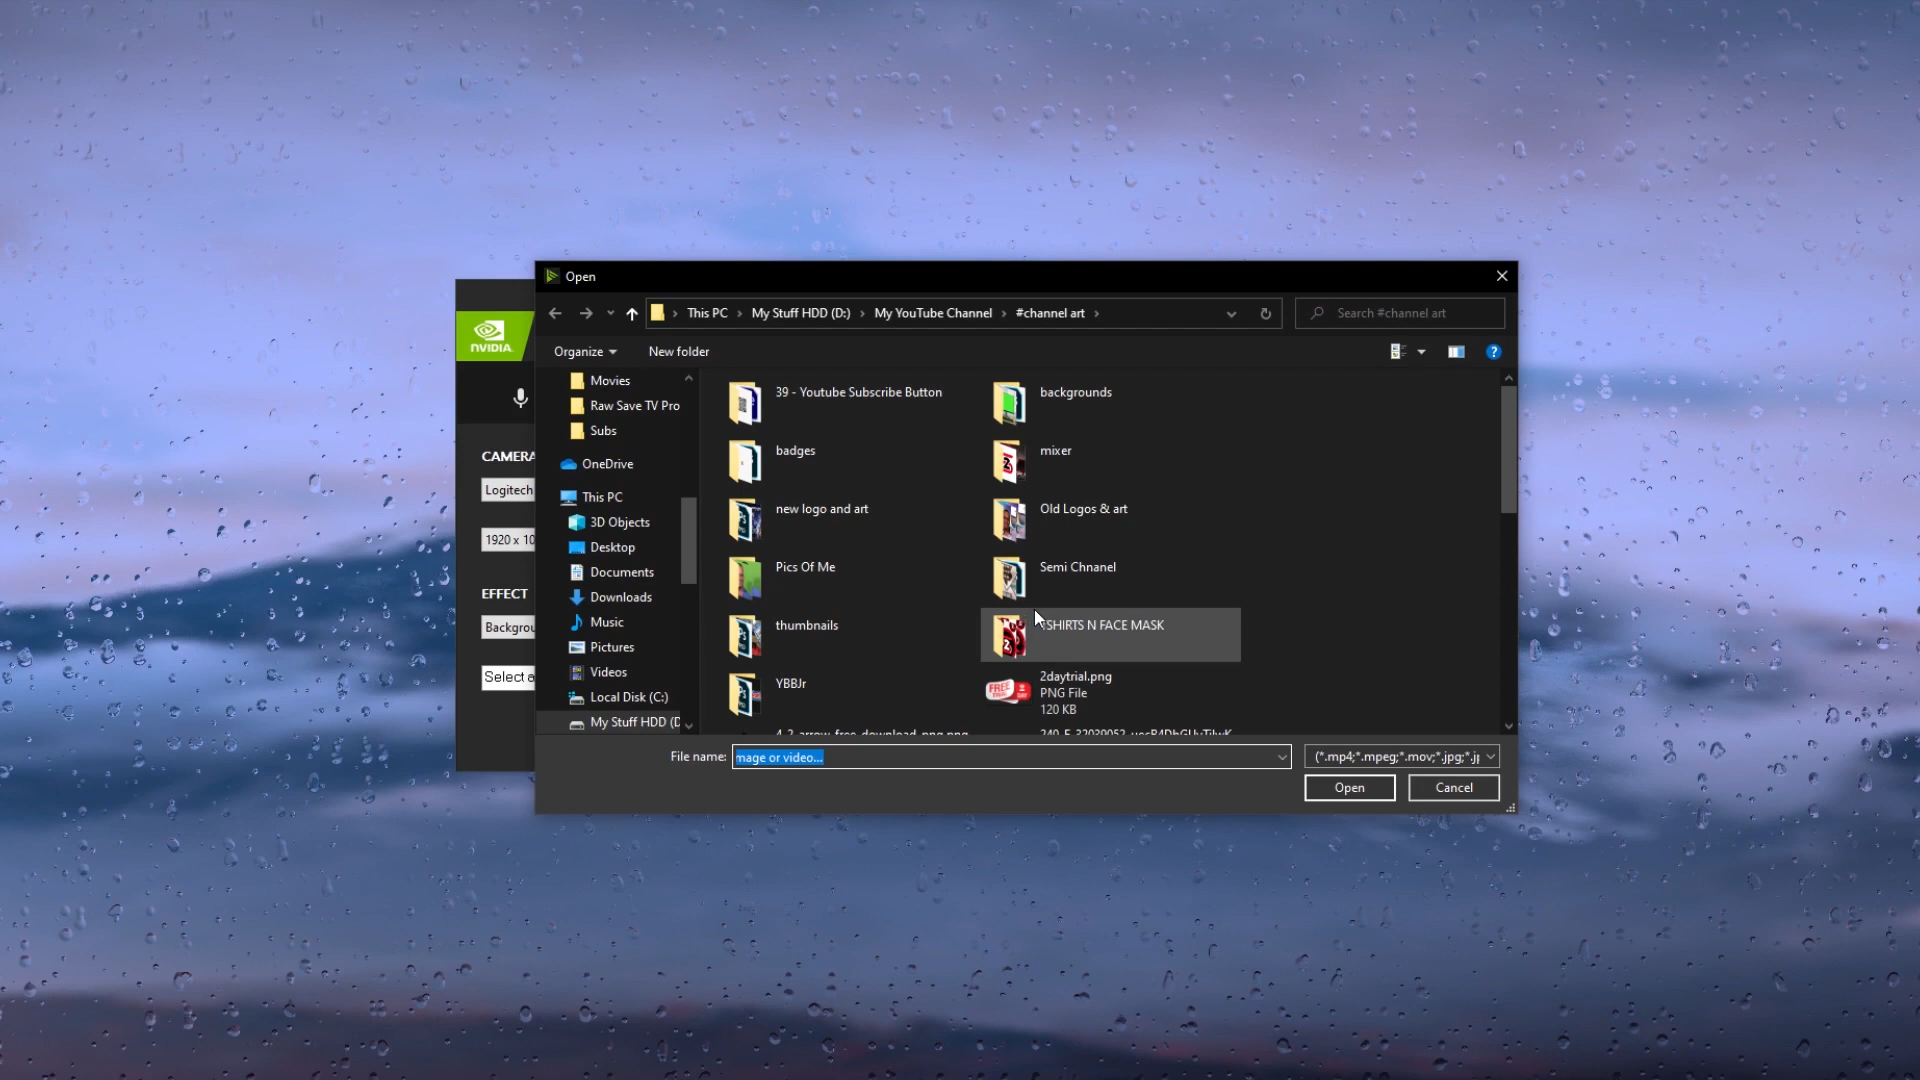 Open
This PC
My Stuff HDD (D:)
My YouTube Channel
#channel art
Search #channel art
Organize
New folder
NVIDIA
CAMERA
Logitech
1920 x 10
EFFECT
Backgrou
Select a
Movies
Raw Save TV Pro
Subs
OneDrive
This PC
3D Objects
Desktop
Documents
Downloads
Music
Pictures
Videos
Local Disk (C:)
My Stuff HDD (D
39 - Youtube Subscribe Button
backgrounds
badges
mixer
new logo and art
Old Logos & art
Pics Of Me
Semi Chnanel
thumbnails
SHIRTS N FACE MASK
YBBJr
2daytrial.png
PNG File
120 KB
File name:
mage or video...
(*.mp4;*.mpeg;*.mov;*.jpg;*.jp
Open
Cancel